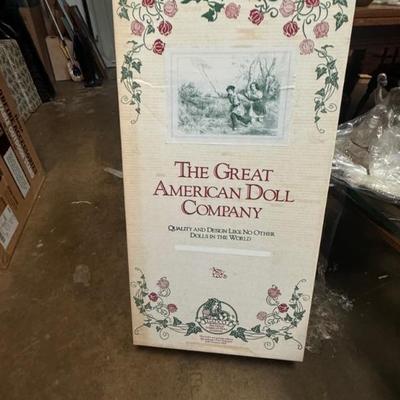 The Great
American Doll
Company
Quality and Design Like No Other
Dolls in the World